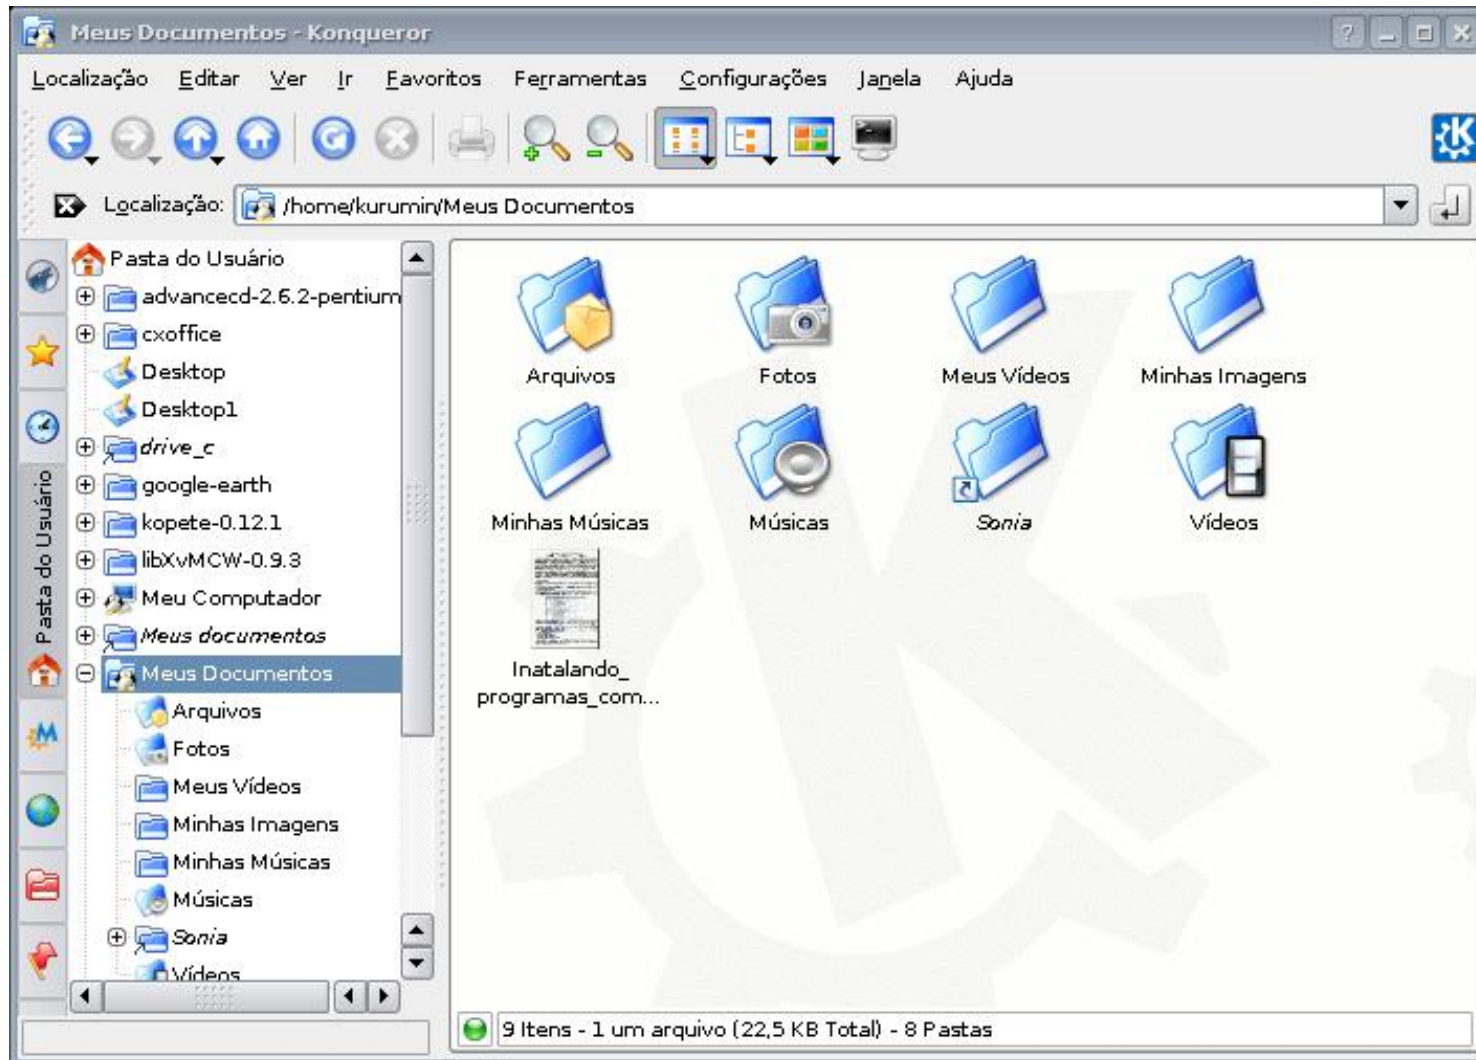 Meus Documentos - Konqueror
Localização Editar Ver Ir Favoritos Ferramentas Configurações Janela Ajuda
Localização: /home/kurumin/Meus Documentos
Pasta do Usuário
Pasta do Usuário
advancecd-2.6.2-pentium
cxoffice
Desktop
Desktop1
drive_c
google-earth
kopete-0.12.1
libXvMCW-0.9.3
Meu Computador
Meus documentos
Meus Documentos
Arquivos
Fotos
Meus Vídeos
Minhas Imagens
Minhas Músicas
Músicas
Sonia
Vídeos
Arquivos Fotos Meus Vídeos Minhas Imagens
Minhas Músicas Músicas Sonia Vídeos
Inatalando_
programas_com...
9 Itens - 1 um arquivo (22,5 KB Total) - 8 Pastas